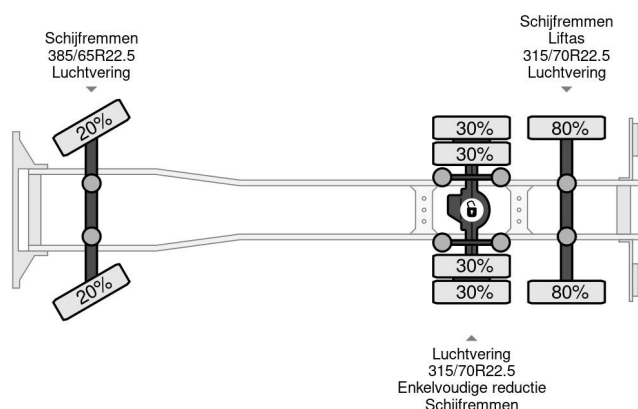 Schijfremmen
Liftas
315/70R22.5
Luchtvering
Schijfremmen
385/65R22.5
Luchtvering
20%
30%
80%
30%
30%
20%
30%
80%
Luchtvering
315/70R22.5
Enkelvoudige reductie
Schijfremmen